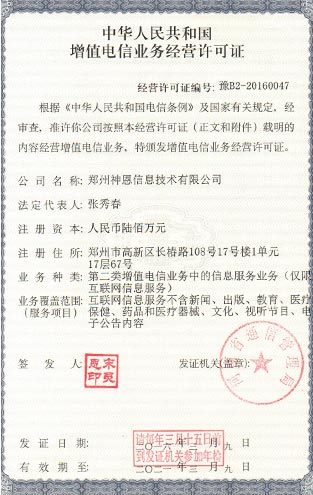 中华人民共和国
增值电信业务经营许可证
经营许可证编号:豫B2-20160047
根据《中华人民共和国电信条例》及国家有关规定，经
审查，准许你公司按照本经营许可证（正文和附件）载明的
内容经营增值电信业务，特颁发增值电信业务经营许可证。
公司名称:郑州神恩信息技术有限公司
法定代表人:张秀春
注册资本:人民币陆佰万元
注册住所:郑州市高新区长椿路108号17号楼1单元
17层67号
业务种类:第二类增值电信业务中的信息服务业务（仅限
互联网信息服务）
业务覆盖范围:互联网信息服务不含新闻、出版、教育、医疗
(服务项目) 保健、药品和医疗器械、文化、视听节目、电
子公告内容
签发人:
发证机关(盖章):
河南省通信管理局
发证日期:二〇一六年三月九日
请每年三月十五日前
到发证机关参加年检
有效期至:二〇二一年三月九日